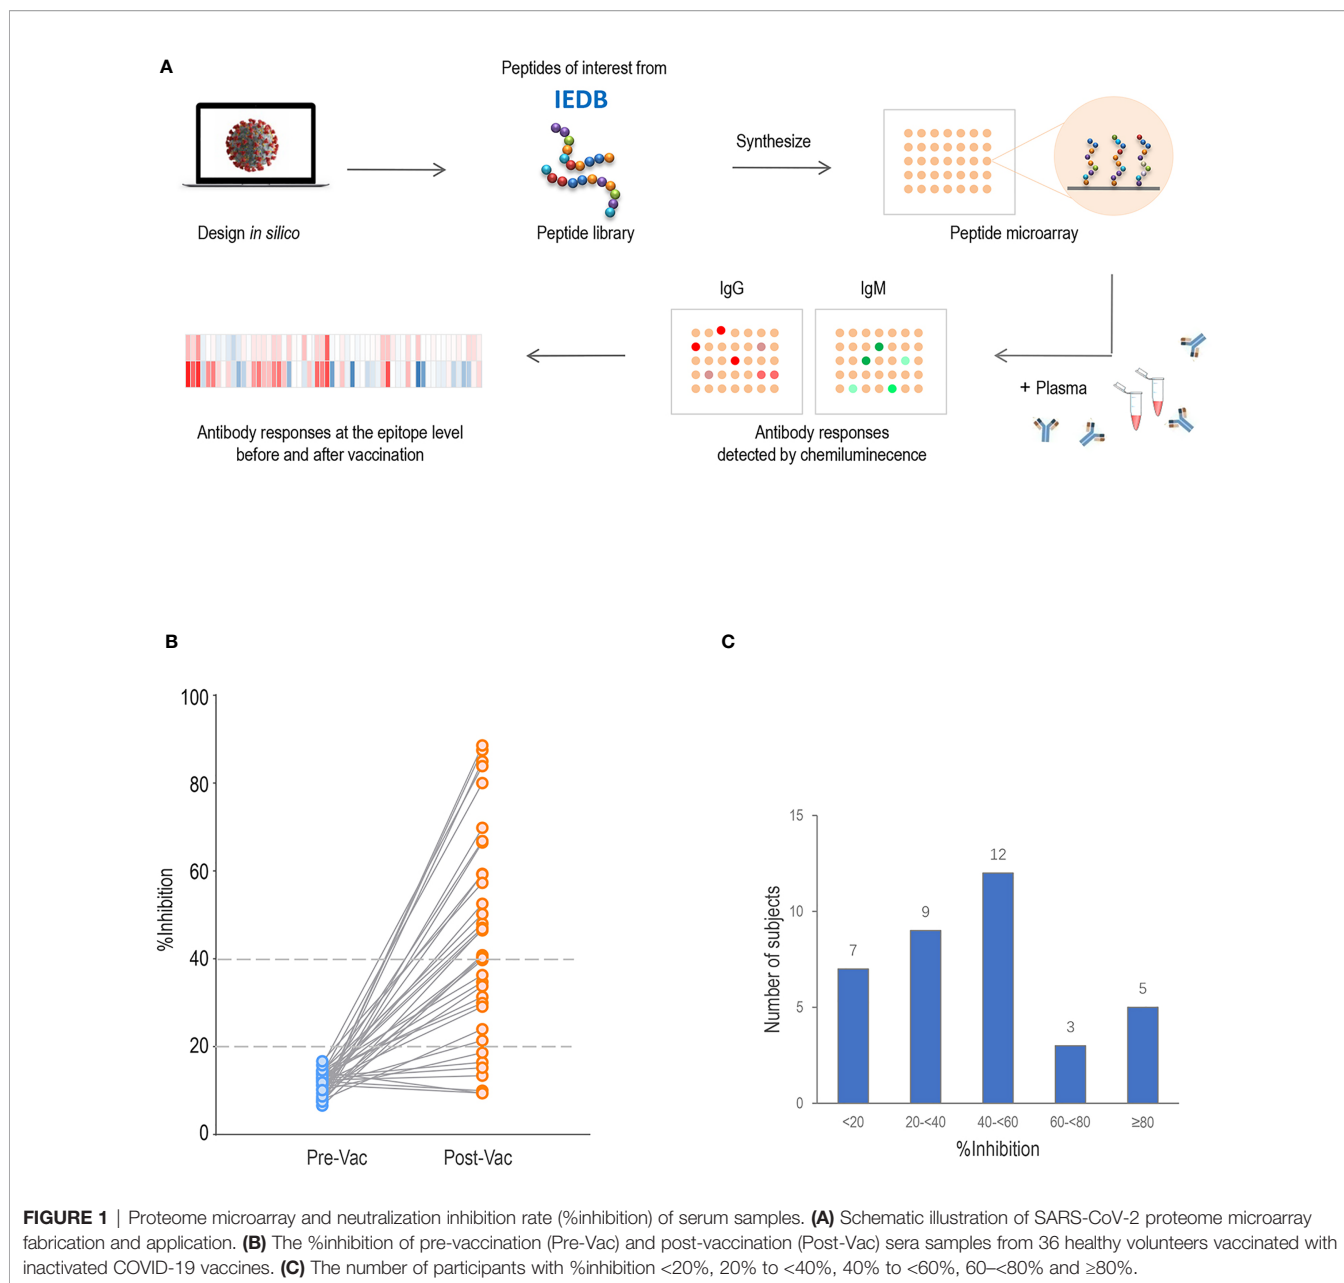 A
Peptides of interest from
IEDB
Synthesize
Design in silico
Peptide library
Peptide microarray
IgG
IgM
+ Plasma
Antibody responses at the epitope level
before and after vaccination
Antibody responses
detected by chemiluminecence
B
100
80
60
40
20
0
%Inhibition
Pre-Vac
Post-Vac
C
15
10
5
0
Number of subjects
7
9
12
3
5
<20
20-<40
40-<60
60-<80
≥80
%Inhibition
FIGURE 1 | Proteome microarray and neutralization inhibition rate (%inhibition) of serum samples. (A) Schematic illustration of SARS-CoV-2 proteome microarray
fabrication and application. (B) The %inhibition of pre-vaccination (Pre-Vac) and post-vaccination (Post-Vac) sera samples from 36 healthy volunteers vaccinated with
inactivated COVID-19 vaccines. (C) The number of participants with %inhibition <20%, 20% to <40%, 40% to <60%, 60–<80% and ≥80%.